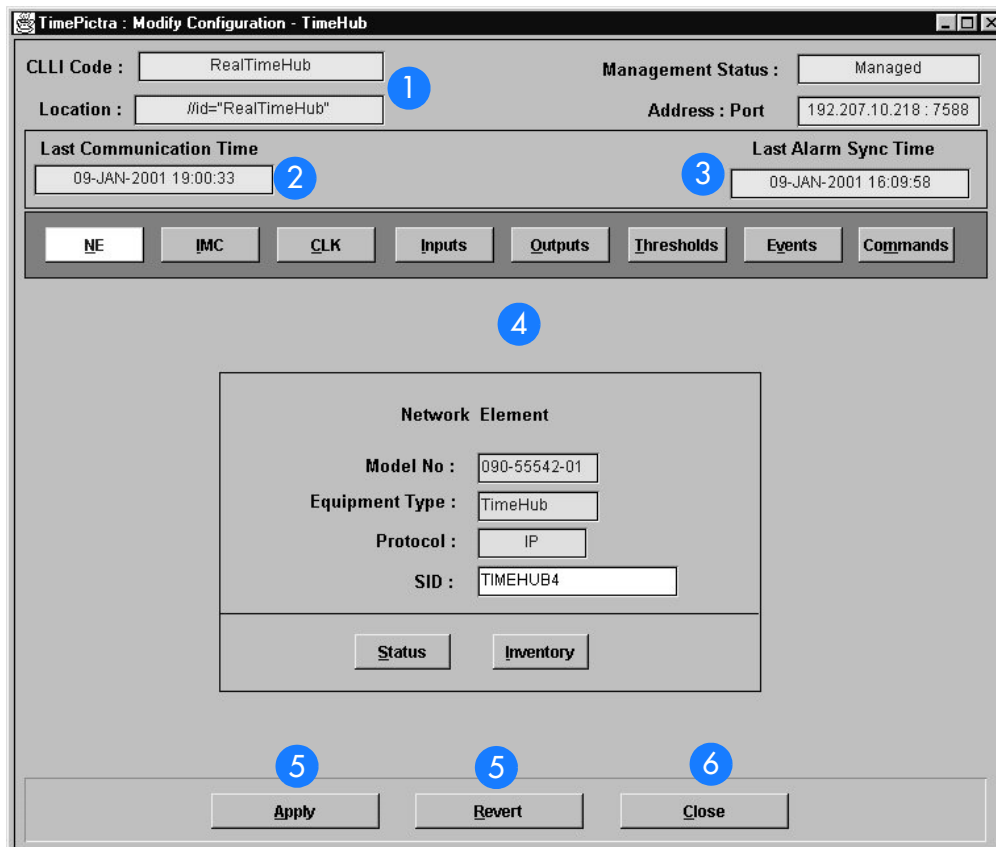 TimePictra : Modify Configuration - TimeHub
CLLI Code : RealTimeHub
Management Status : Managed
1
Location : //id="RealTimeHub"
Address : Port 192.207.10.218 : 7588
Last Communication Time
Last Alarm Sync Time
09-JAN-2001 19:00:33
2
3
09-JAN-2001 16:09:58
NE IMC CLK Inputs Outputs Thresholds Events Commands
4
Network Element
Model No : 090-55542-01
Equipment Type : TimeHub
Protocol : IP
SID : TIMEHUB4
Status Inventory
5 5 6
Apply Revert Close